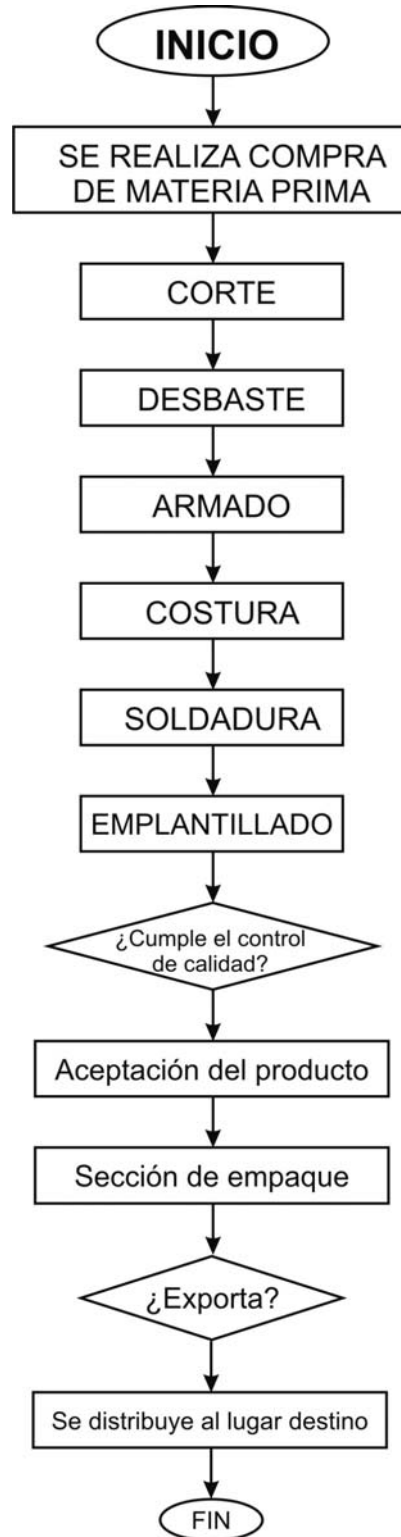 INICIO
SE REALIZA COMPRA
DE MATERIA PRIMA
CORTE
DESBASTE
ARMADO
COSTURA
SOLDADURA
EMPLANTILLADO
¿Cumple el control
de calidad?
Aceptación del producto
Sección de empaque
¿Exporta?
Se distribuye al lugar destino
FIN